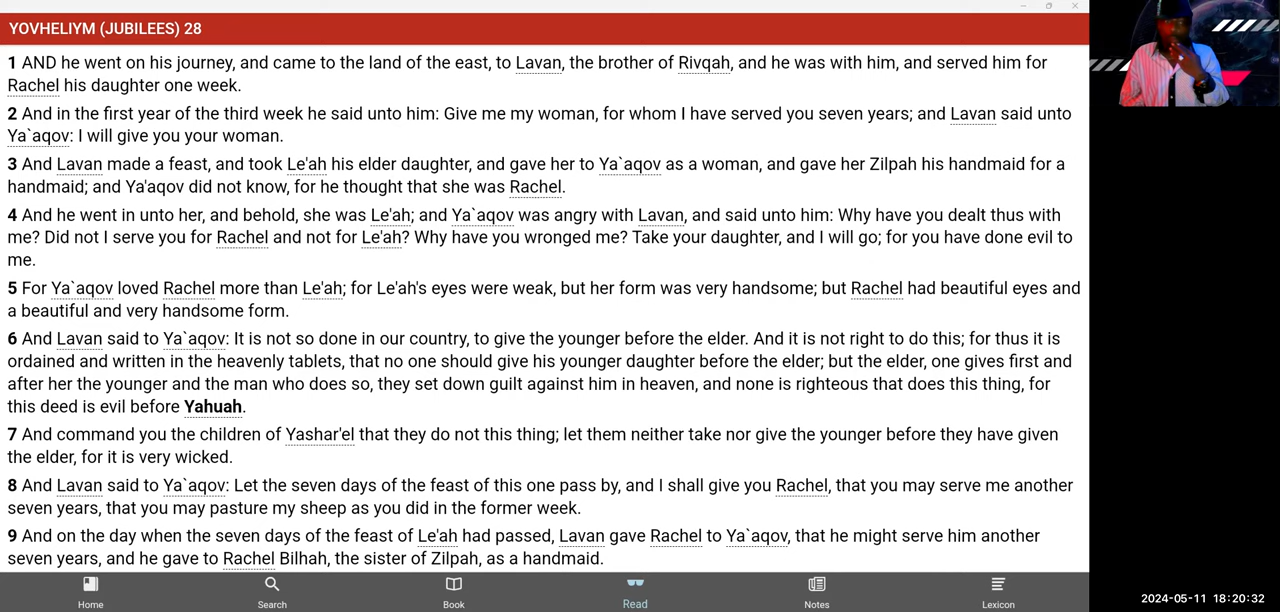 YOVHELIYM (JUBILEES) 28
1 AND he went on his journey, and came to the land of the east, to Lavan, the brother of Rivqah, and he was with him, and served him for
Rachel his daughter one week.
2 And in the first year of the third week he said unto him: Give me my woman, for whom I have served you seven years; and Lavan said unto
Ya`aqov: I will give you your woman.
3 And Lavan made a feast, and took Le'ah his elder daughter, and gave her to Ya`aqov as a woman, and gave her Zilpah his handmaid for a
handmaid; and Ya'aqov did not know, for he thought that she was Rachel.
4 And he went in unto her, and behold, she was Le'ah; and Ya`aqov was angry with Lavan, and said unto him: Why have you dealt thus with
me? Did not I serve you for Rachel and not for Le'ah? Why have you wronged me? Take your daughter, and I will go; for you have done evil to
me.
5 For Ya`aqov loved Rachel more than Le'ah; for Le'ah's eyes were weak, but her form was very handsome; but Rachel had beautiful eyes and
a beautiful and very handsome form.
6 And Lavan said to Ya`aqov: It is not so done in our country, to give the younger before the elder. And it is not right to do this; for thus it is
ordained and written in the heavenly tablets, that no one should give his younger daughter before the elder; but the elder, one gives first and
after her the younger and the man who does so, they set down guilt against him in heaven, and none is righteous that does this thing, for
this deed is evil before Yahuah.
7 And command you the children of Yashar'el that they do not this thing; let them neither take nor give the younger before they have given
the elder, for it is very wicked.
8 And Lavan said to Ya`aqov: Let the seven days of the feast of this one pass by, and I shall give you Rachel, that you may serve me another
seven years, that you may pasture my sheep as you did in the former week.
9 And on the day when the seven days of the feast of Le'ah had passed, Lavan gave Rachel to Ya`aqov, that he might serve him another
seven years, and he gave to Rachel Bilhah, the sister of Zilpah, as a handmaid.
Home Search Book Read Notes Lexicon
2024-05-11 18:20:32